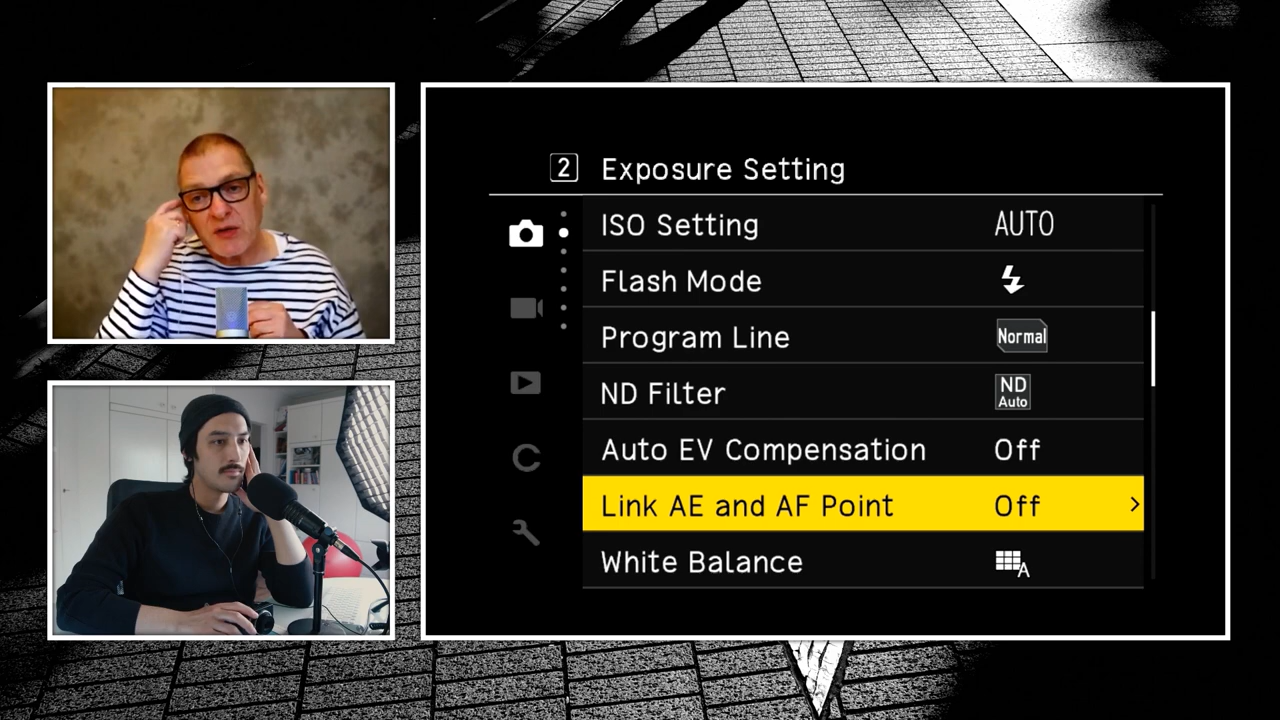 2 Exposure Setting
ISO Setting AUTO
Flash Mode
Program Line Normal
ND Filter ND Auto
Auto EV Compensation Off
Link AE and AF Point Off >
White Balance A
C